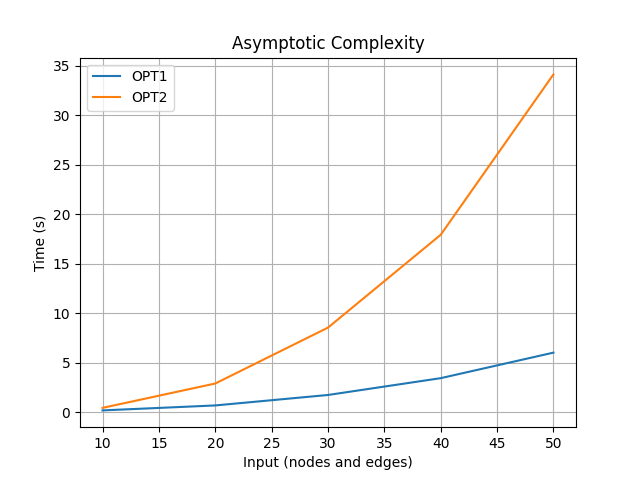 Asymptotic Complexity
OPT1
OPT2
35
30
25
20
15
10
5
0
Time (s)
10 15 20 25 30 35 40 45 50
Input (nodes and edges)